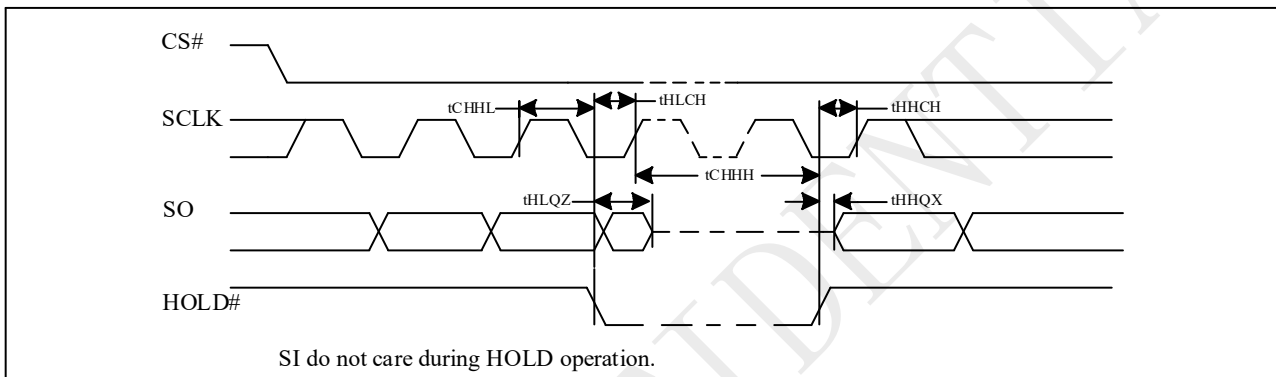 CS#
tCHHL
tHLCH
tHHCH
SCLK
tCHHH
tHLQZ
tHHQX
SO
HOLD#
SI do not care during HOLD operation.